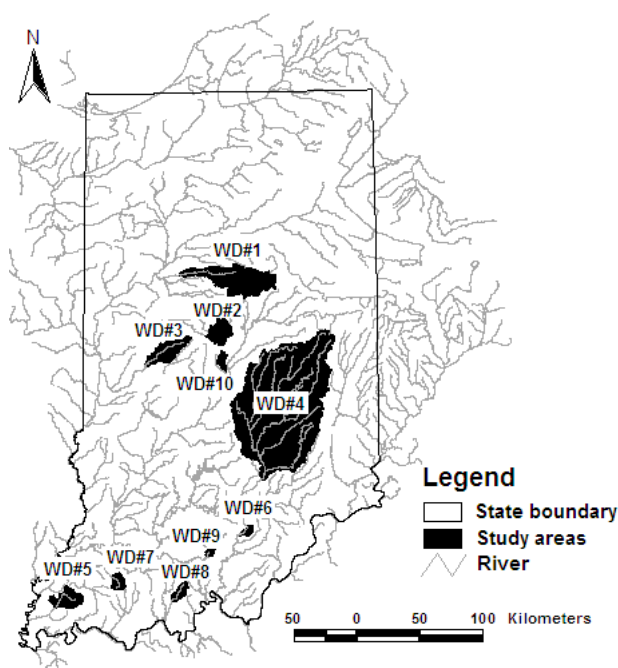 N
WD#1
WD#2
WD#3
WD#10
WD#4
WD#6
WD#9
WD#5
WD#7
WD#8
Legend
State boundary
Study areas
River
50 0 50 100 Kilometers